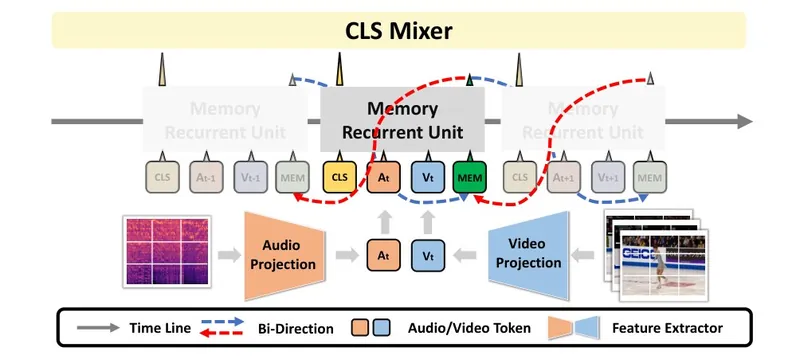 CLS Mixer
Memory
Recurrent Unit
Memory
Recurrent Unit
Memory
Recurrent Unit
CLS At-1 Vt-1 MEM CLS At Vt MEM CLS At+1 Vt+1 MEM
Audio
Projection
At Vt
Video
Projection
GEICO
Time Line Bi-Direction Audio/Video Token Feature Extractor